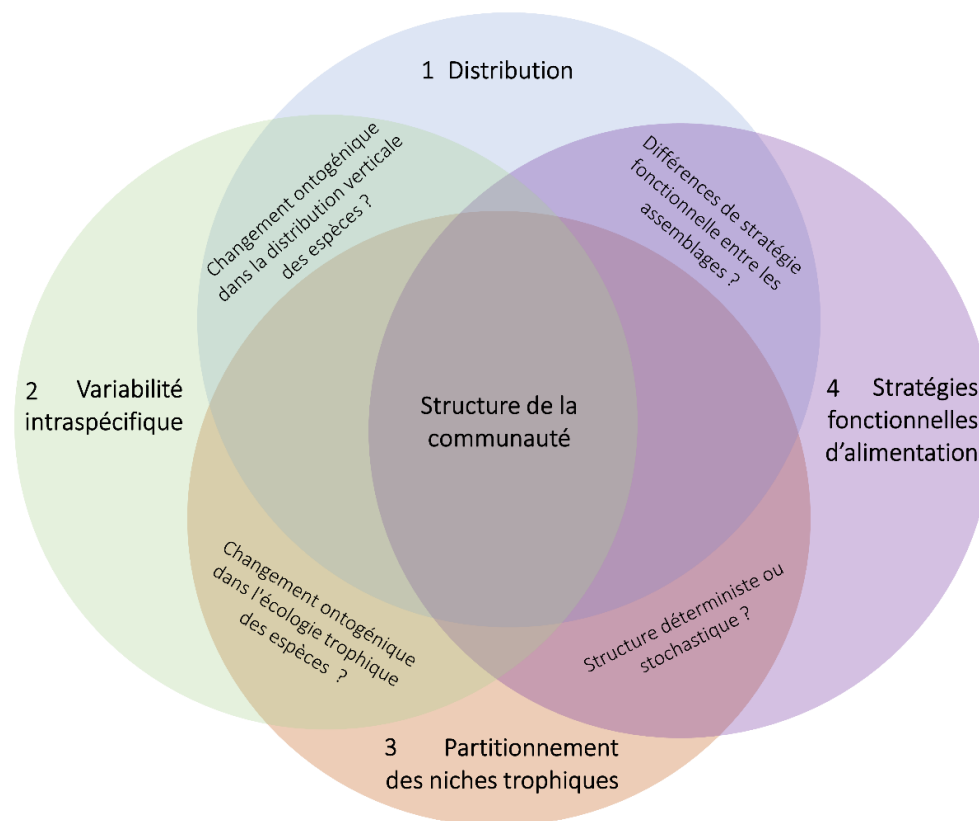 1 Distribution
Changement ontogénique
dans la distribution verticale
des espèces ?
Différences de stratégie
fonctionnelle entre les
assemblages ?
2 Variabilité
intraspécifique
Structure de la
communauté
4 Stratégies
fonctionnelles
d’alimentation
Changement ontogénique
dans l'écologie trophique
des espèces ?
Structure déterministe ou
stochastique ?
3 Partitionnement
des niches trophiques